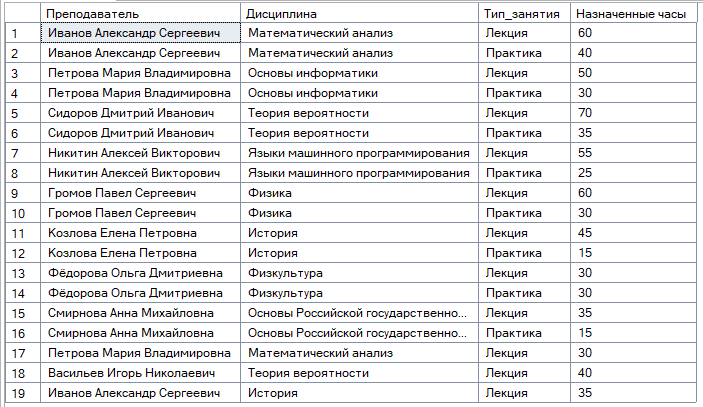 Преподаватель Дисциплина Тип_занятия Назначенные часы
1 Иванов Александр Сергеевич Математический анализ Лекция 60
2 Иванов Александр Сергеевич Математический анализ Практика 40
3 Петрова Мария Владимировна Основы информатики Лекция 50
4 Петрова Мария Владимировна Основы информатики Практика 30
5 Сидоров Дмитрий Иванович Теория вероятности Лекция 70
6 Сидоров Дмитрий Иванович Теория вероятности Практика 35
7 Никитин Алексей Викторович Языки машинного программирования Лекция 55
8 Никитин Алексей Викторович Языки машинного программирования Практика 25
9 Громов Павел Сергеевич Физика Лекция 60
10 Громов Павел Сергеевич Физика Практика 30
11 Козлова Елена Петровна История Лекция 45
12 Козлова Елена Петровна История Практика 15
13 Фёдорова Ольга Дмитриевна Физкультура Лекция 30
14 Фёдорова Ольга Дмитриевна Физкультура Практика 30
15 Смирнова Анна Михайловна Основы Российской государственно... Лекция 35
16 Смирнова Анна Михайловна Основы Российской государственно... Практика 15
17 Петрова Мария Владимировна Математический анализ Лекция 30
18 Васильев Игорь Николаевич Теория вероятности Лекция 40
19 Иванов Александр Сергеевич История Лекция 35